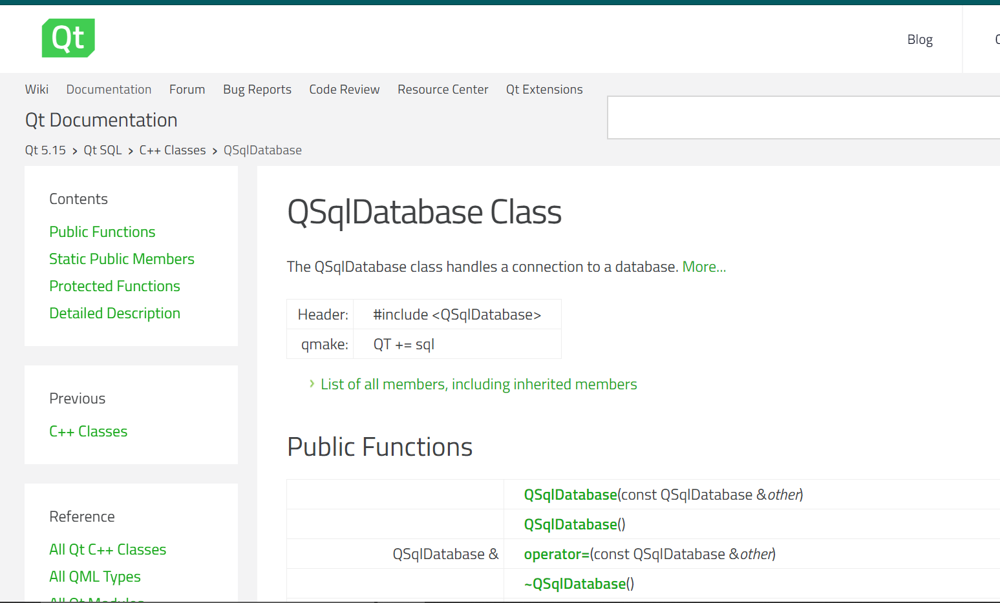 Qt
Blog
Wiki Documentation Forum Bug Reports Code Review Resource Center Qt Extensions
Qt Documentation
Qt 5.15 > Qt SQL > C++ Classes > QSqlDatabase
Contents
Public Functions
Static Public Members
Protected Functions
Detailed Description
Previous
C++ Classes
Reference
All Qt C++ Classes
All QML Types
All Qt Modules
QSqlDatabase Class
The QSqlDatabase class handles a connection to a database. More...
Header: #include <QSqlDatabase>
qmake: QT += sql
› List of all members, including inherited members
Public Functions
QSqlDatabase(const QSqlDatabase &other)
QSqlDatabase()
QSqlDatabase & operator=(const QSqlDatabase &other)
~QSqlDatabase()